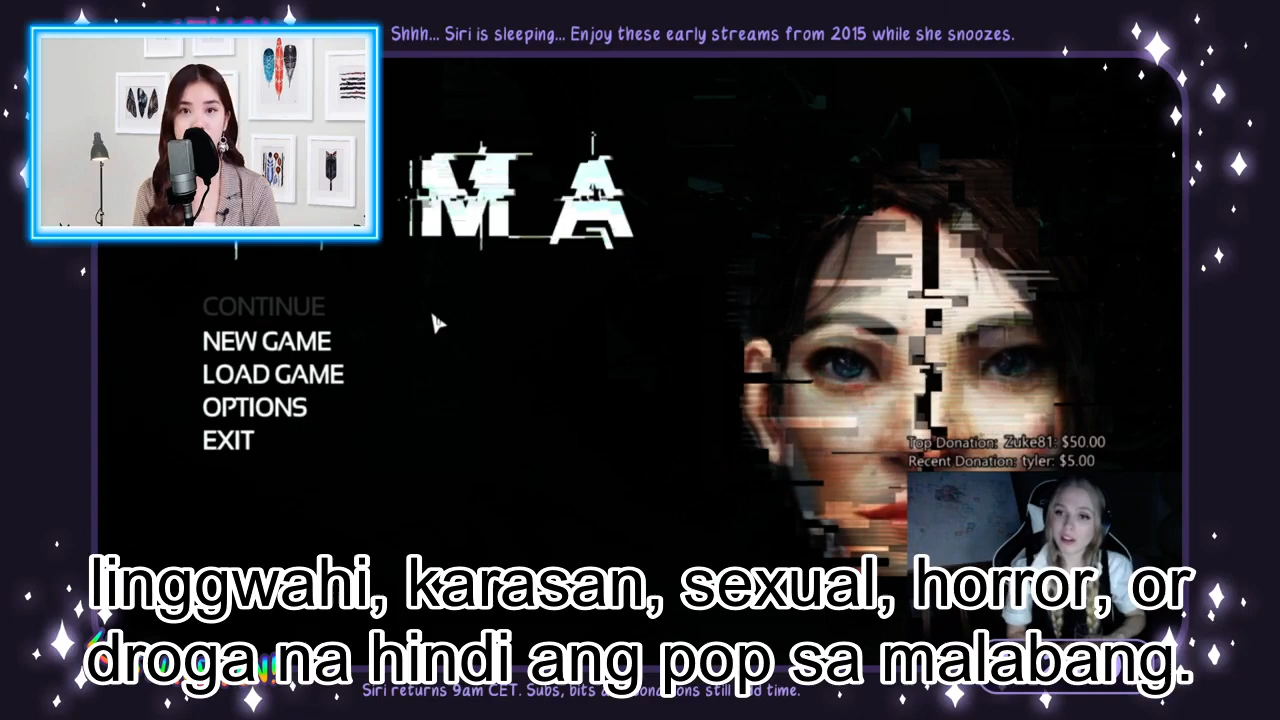 Shhh... Siri is sleeping... Enjoy these early streams from 2015 while she snoozes.
M A
CONTINUE
NEW GAME
LOAD GAME
OPTIONS
EXIT
Top Donation: Zuke81: $50.00
Recent Donation: tyler: $5.00
linggwahi, karasan, sexual, horror, or
droga na hindi ang pop sa malabang.
Siri returns 9am CET. Subs, bits
time.